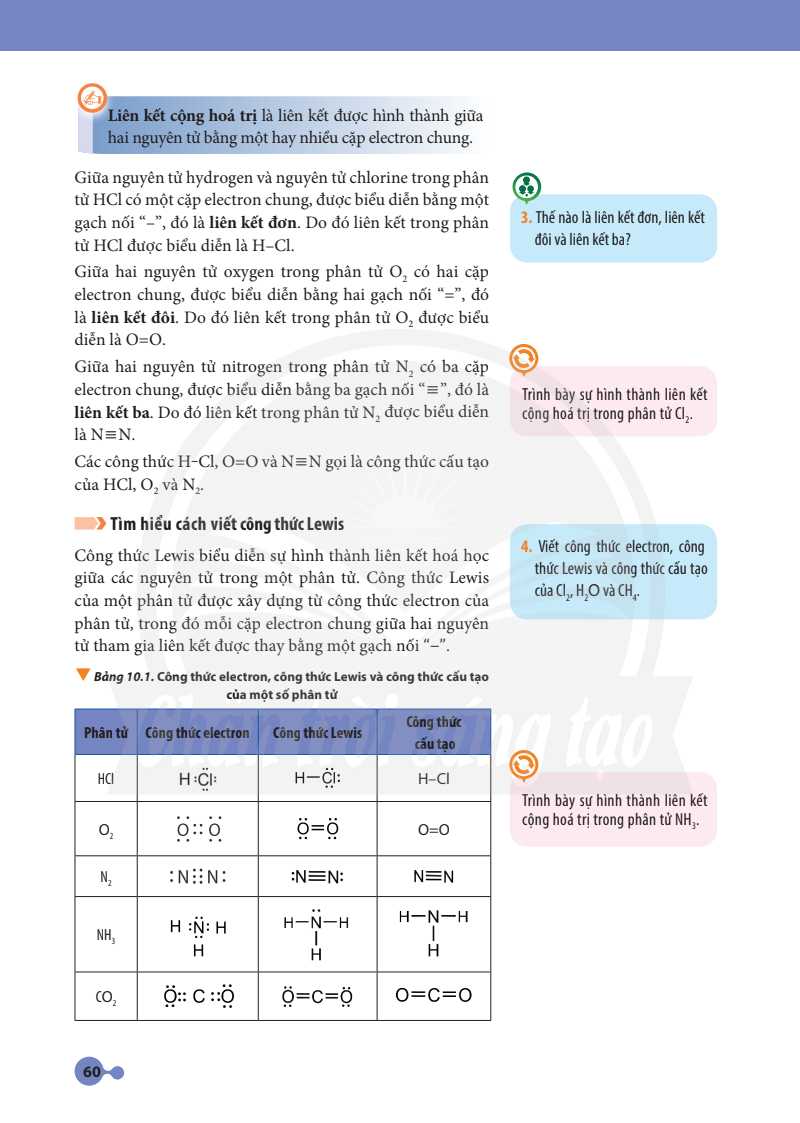 Liên kết cộng hoá trị là liên kết được hình thành giữa
hai nguyên tử bằng một hay nhiều cặp electron chung.
Giữa nguyên tử hydrogen và nguyên tử chlorine trong phân
tử HCl có một cặp electron chung, được biểu diễn bằng một
gạch nối “–”, đó là liên kết đơn. Do đó liên kết trong phân
tử HCl được biểu diễn là H–Cl.
Giữa hai nguyên tử oxygen trong phân tử O₂ có hai cặp
electron chung, được biểu diễn bằng hai gạch nối “=”, đó
là liên kết đôi. Do đó liên kết trong phân tử O₂ được biểu
diễn là O=O.
Giữa hai nguyên tử nitrogen trong phân tử N₂ có ba cặp
electron chung, được biểu diễn bằng ba gạch nối “≡”, đó là
liên kết ba. Do đó liên kết trong phân tử N₂ được biểu diễn
là N≡N.
Các công thức H–Cl, O=O và N≡N gọi là công thức cấu tạo
của HCl, O₂ và N₂.
Tìm hiểu cách viết công thức Lewis
Công thức Lewis biểu diễn sự hình thành liên kết hoá học
giữa các nguyên tử trong một phân tử. Công thức Lewis
của một phân tử được xây dựng từ công thức electron của
phân tử, trong đó mỗi cặp electron chung giữa hai nguyên
tử tham gia liên kết được thay bằng một gạch nối “–”.
Bảng 10.1. Công thức electron, công thức Lewis và công thức cấu tạo
của một số phân tử
Phân tử Công thức electron Công thức Lewis Công thức
cấu tạo
HCl H :Cl: H–Cl: H–Cl
O₂ O :: O O=O O=O
N₂ :N⋮⋮N: :N≡N: N≡N
NH₃ H :N: H H–N–H H–N–H
H H H
CO₂ O:: C ::O O=C=O O=C=O
3. Thế nào là liên kết đơn, liên kết
đôi và liên kết ba?
Trình bày sự hình thành liên kết
cộng hoá trị trong phân tử Cl₂.
4. Viết công thức electron, công
thức Lewis và công thức cấu tạo
của Cl₂, H₂O và CH₄.
Trình bày sự hình thành liên kết
cộng hoá trị trong phân tử NH₃.
Chân trời sáng tạo
60